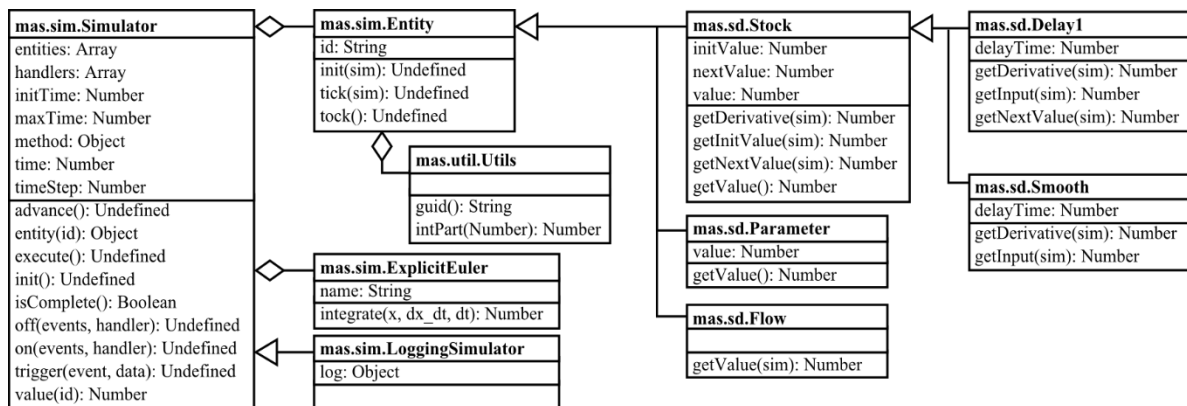 mas.sim.Simulator
entities: Array
handlers: Array
initTime: Number
maxTime: Number
method: Object
time: Number
timeStep: Number
advance(): Undefined
entity(id): Object
execute(): Undefined
init(): Undefined
isComplete(): Boolean
off(events, handler): Undefined
on(events, handler): Undefined
trigger(event, data): Undefined
value(id): Number
mas.sim.Entity
id: String
init(sim): Undefined
tick(sim): Undefined
tock(): Undefined
mas.util.Utils
guid(): String
intPart(Number): Number
mas.sim.ExplicitEuler
name: String
integrate(x, dx_dt, dt): Number
mas.sim.LoggingSimulator
log: Object
mas.sd.Stock
initValue: Number
nextValue: Number
value: Number
getDerivative(sim): Number
getInitValue(sim): Number
getNextValue(sim): Number
getValue(): Number
mas.sd.Parameter
value: Number
getValue(): Number
mas.sd.Flow
getValue(sim): Number
mas.sd.Delay1
delayTime: Number
getDerivative(sim): Number
getInput(sim): Number
getNextValue(sim): Number
mas.sd.Smooth
delayTime: Number
getDerivative(sim): Number
getInput(sim): Number